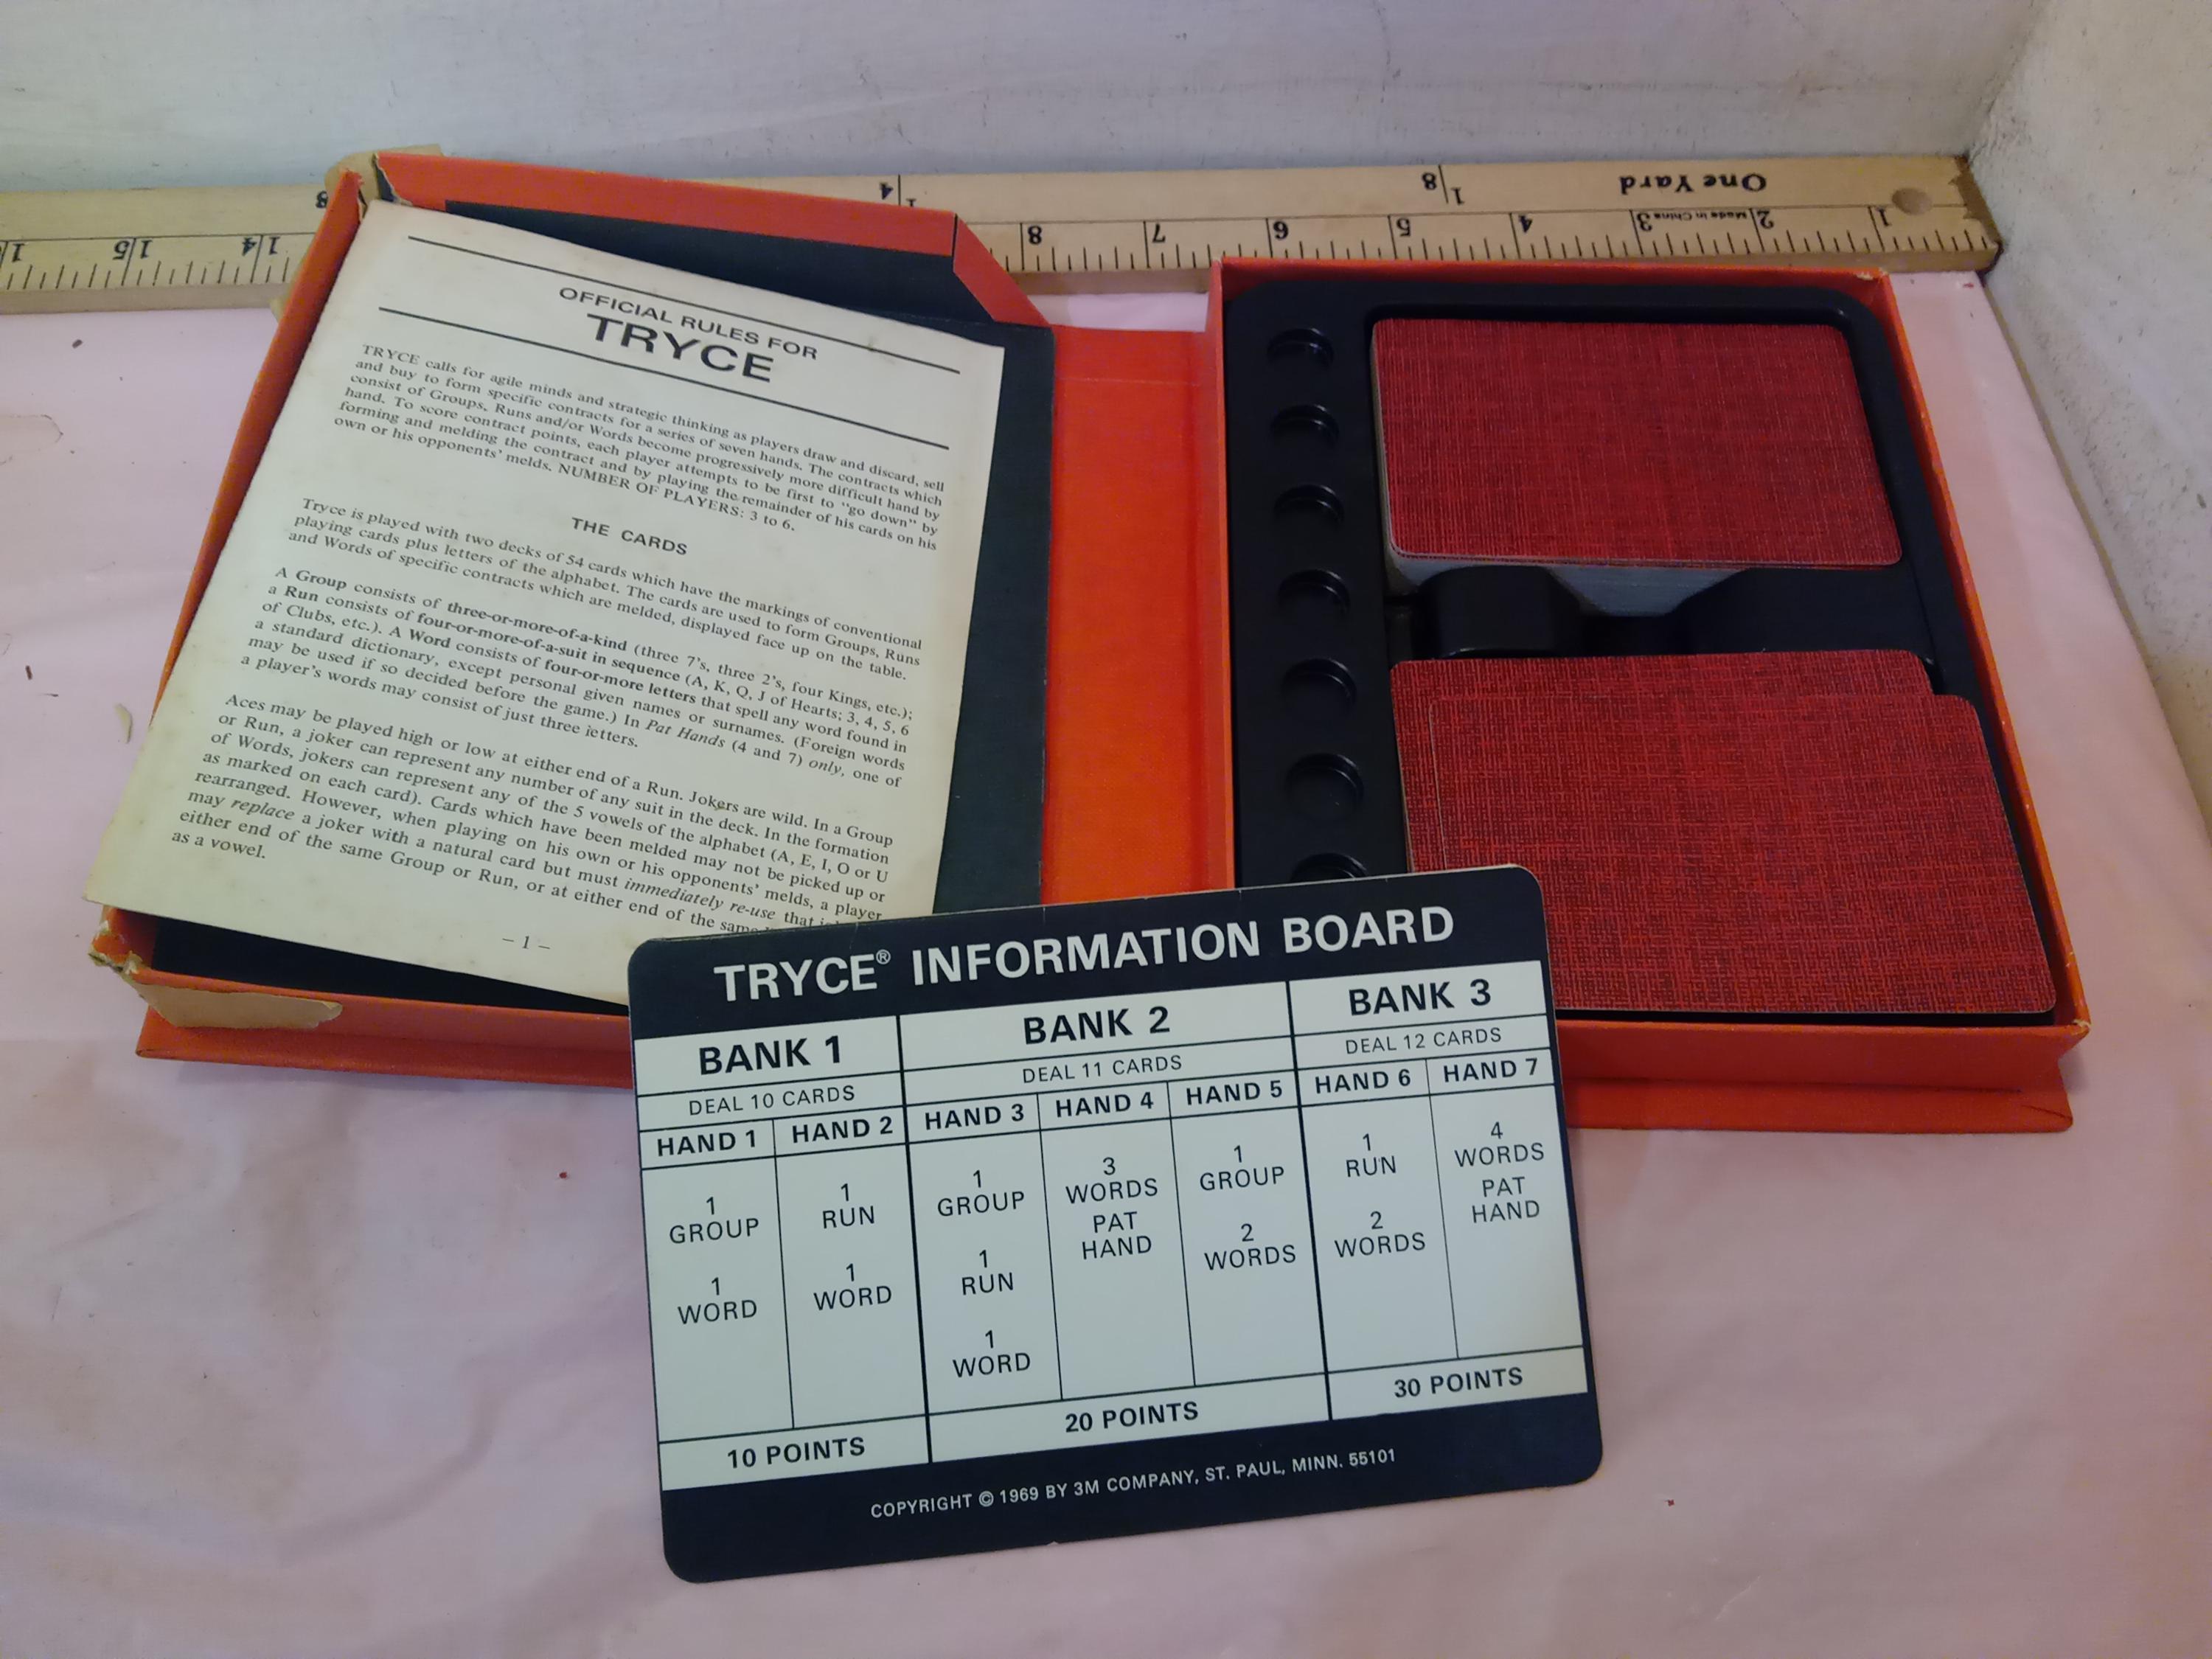 OFFICIAL RULES FOR
TRYCE
TRYCE calls for agile minds and strategic thinking as players draw and discard, sell
and buy to form specific contracts for a series of seven hands. The contracts which
consist of Groups, Runs and/or Words become progressively more difficult hand by
hand. To score contract points, each player attempts to be first to "go down" by
forming and melding the contract and by playing the remainder of his cards on his
own or his opponents' melds. NUMBER OF PLAYERS: 3 to 6.
THE CARDS
Tryce is played with two decks of 54 cards which have the markings of conventional
playing cards plus letters of the alphabet. The cards are used to form Groups, Runs
and Words of specific contracts which are melded, displayed face up on the table.
A Group consists of three-or-more-of-a-kind (three 7's, three 2's, four Kings, etc.);
a Run consists of four-or-more-of-a-suit in sequence (A, K, Q, J of Hearts; 3, 4, 5, 6
of Clubs, etc.). A Word consists of four-or-more letters that spell any word found in
a standard dictionary, except personal given names or surnames. (Foreign words
may be used if so decided before the game.) In Pat Hands (4 and 7) only, one of
a player's words may consist of just three letters.
Aces may be played high or low at either end of a Run. Jokers are wild. In a Group
or Run, a joker can represent any number of any suit in the deck. In the formation
of Words, jokers can represent any of the 5 vowels of the alphabet (A, E, I, O or U
as marked on each card). Cards which have been melded may not be picked up or
rearranged. However, when playing on his own or his opponents' melds, a player
may replace a joker with a natural card but must immediately re-use that
either end of the same Group or Run, or at either end of the same
as a vowel.
– 1 –
One Yard
Made in China
1 2 3 4 5 6 7 8
14 15
1/8 1/4
TRYCE® INFORMATION BOARD
BANK 1 BANK 2 BANK 3
DEAL 10 CARDS DEAL 11 CARDS DEAL 12 CARDS
HAND 1 HAND 2 HAND 3 HAND 4 HAND 5 HAND 6 HAND 7
1
GROUP
1
WORD
1
RUN
1
WORD
1
GROUP
1
RUN
1
WORD
3
WORDS
PAT
HAND
1
GROUP
2
WORDS
1
RUN
2
WORDS
4
WORDS
PAT
HAND
10 POINTS 20 POINTS 30 POINTS
COPYRIGHT © 1969 BY 3M COMPANY, ST. PAUL, MINN. 55101